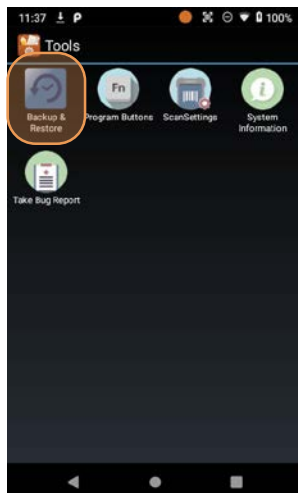 11:37 P 100%
Tools
Fn
Backup &
Restore
Program Buttons
ScanSettings
System
Information
Take Bug Report